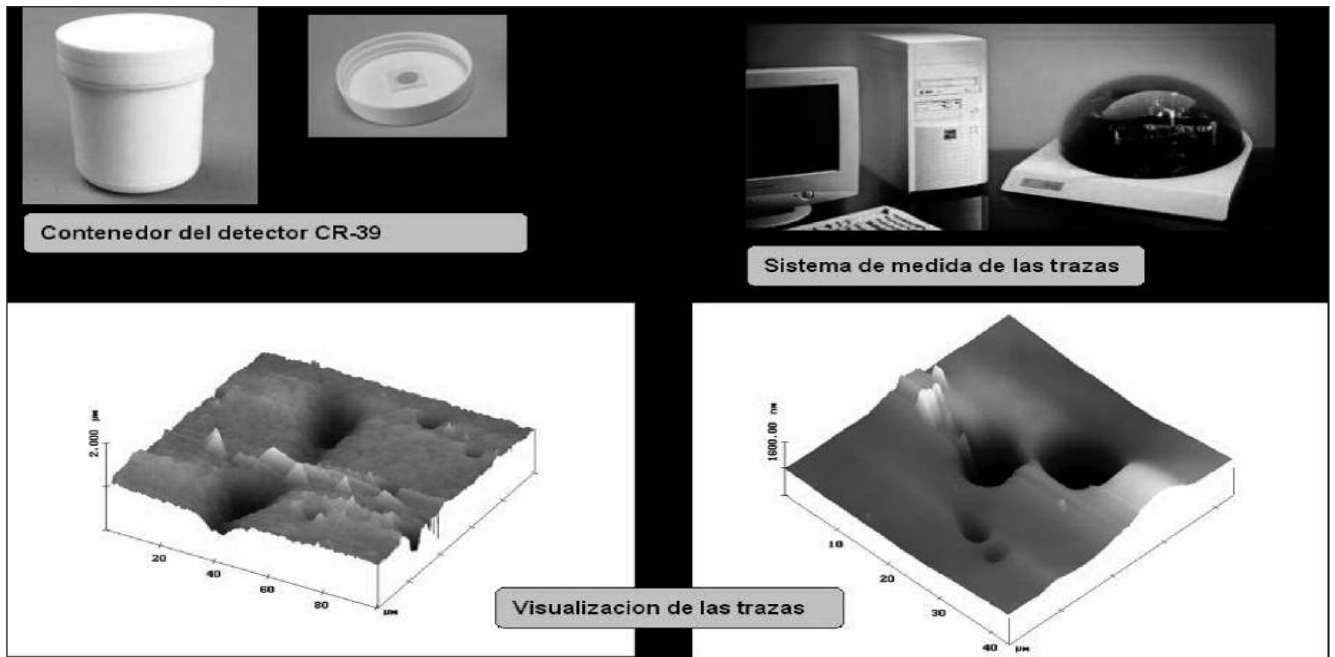 Contenedor del detector CR-39
Sistema de medida de las trazas
2.000 µm
20
40
60
80
µm
1600.00 nm
10
20
30
40
µm
Visualizacion de las trazas